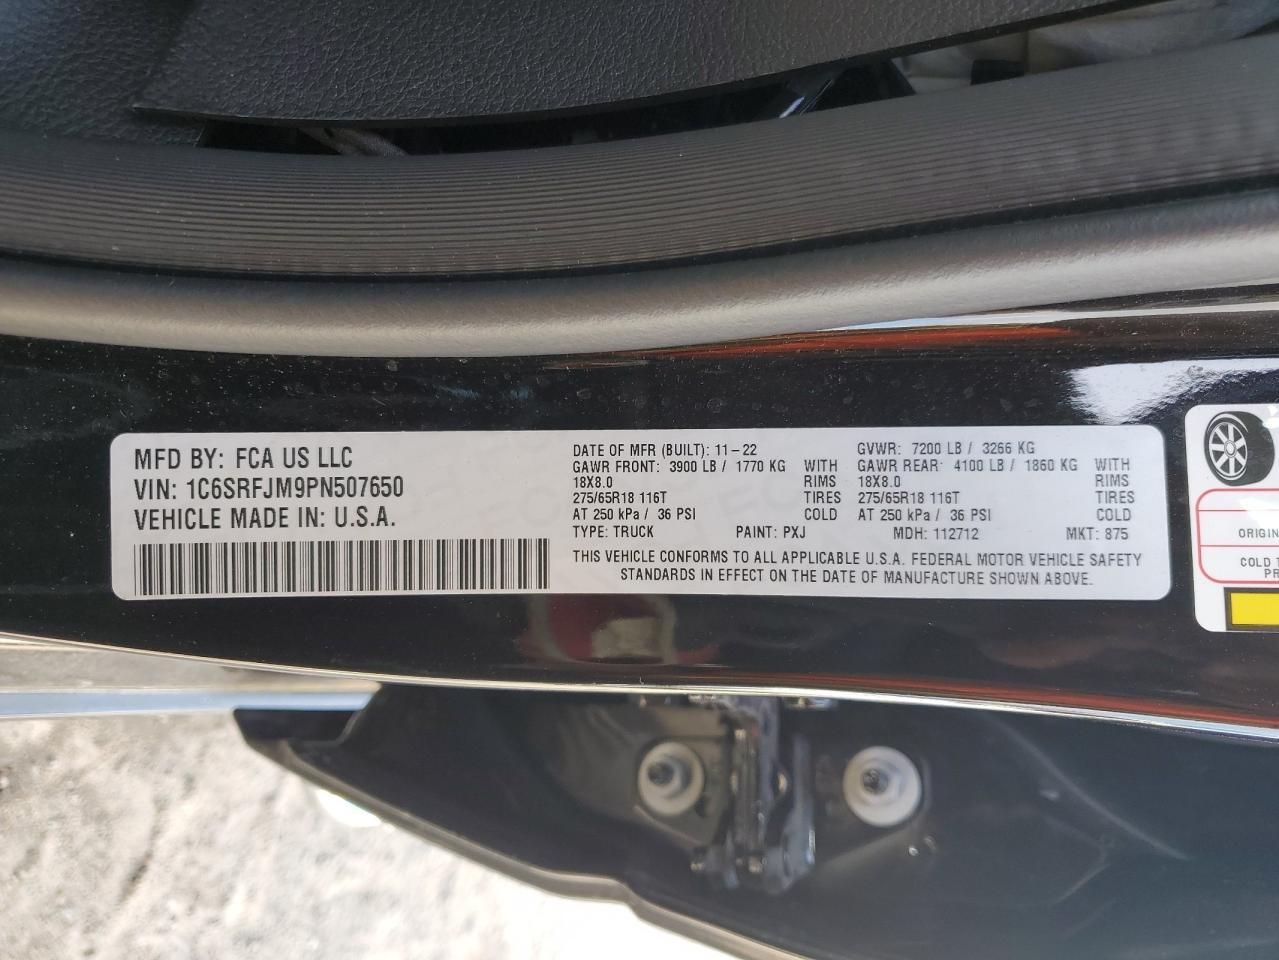 MFD BY: FCA US LLC
VIN: 1C6SRFJM9PN507650
VEHICLE MADE IN: U.S.A.
DATE OF MFR (BUILT): 11-22
GAWR FRONT: 3900 LB / 1770 KG WITH
18X8.0 RIMS
275/65R18 116T TIRES
AT 250 kPa / 36 PSI COLD
TYPE: TRUCK PAINT: PXJ
GVWR: 7200 LB / 3266 KG
GAWR REAR: 4100 LB / 1860 KG WITH
18X8.0 RIMS
275/65R18 116T TIRES
AT 250 kPa / 36 PSI COLD
MDH: 112712 MKT: 875
THIS VEHICLE CONFORMS TO ALL APPLICABLE U.S.A. FEDERAL MOTOR VEHICLE SAFETY
STANDARDS IN EFFECT ON THE DATE OF MANUFACTURE SHOWN ABOVE.
ORIGIN
COLD T
PR